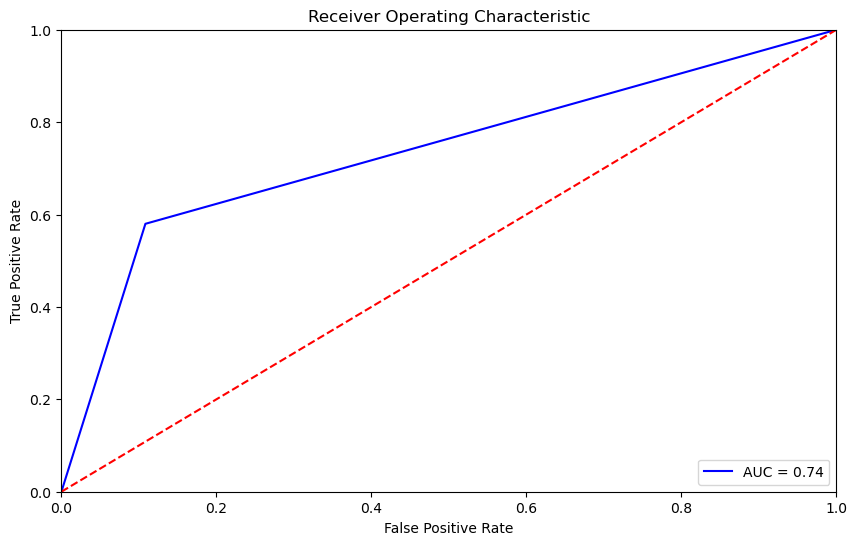 Receiver Operating Characteristic
1.0
0.8
0.6
0.4
0.2
0.0
True Positive Rate
AUC = 0.74
0.0 0.2 0.4 0.6 0.8 1.0
False Positive Rate